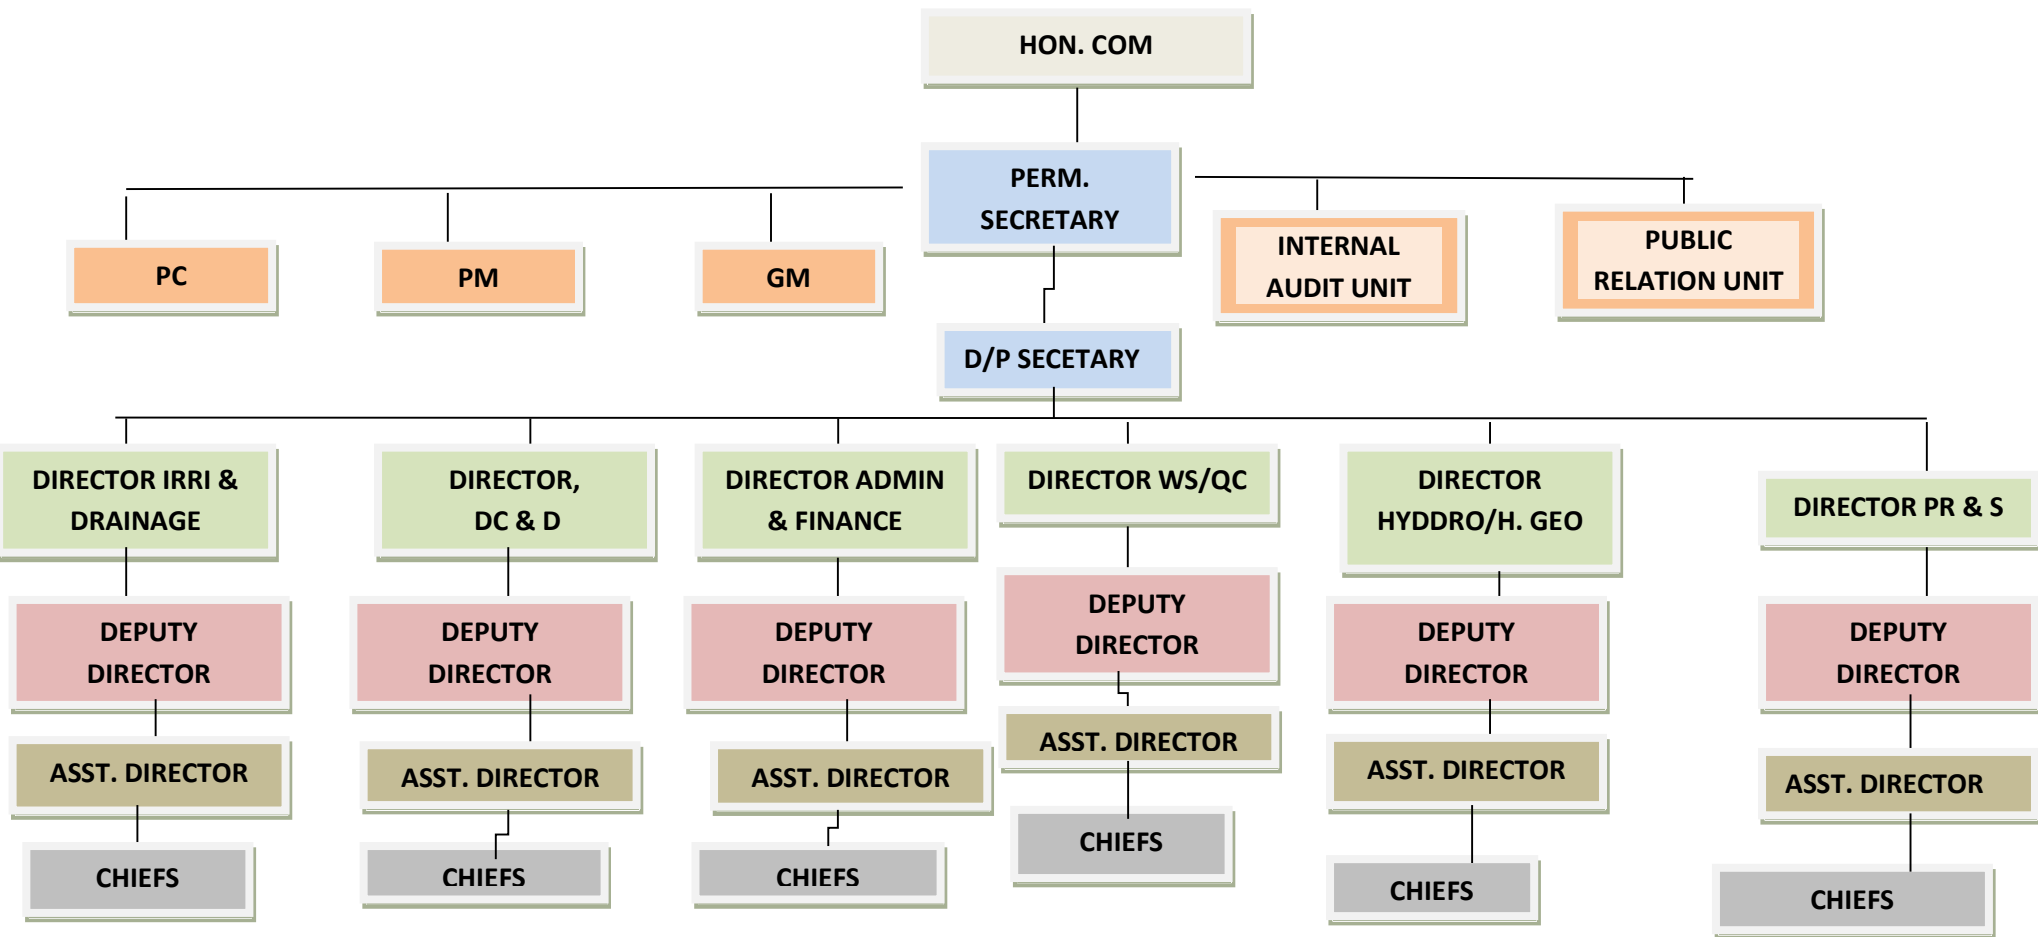 HON. COM
PERM.
SECRETARY
PC
PM
GM
INTERNAL
AUDIT UNIT
PUBLIC
RELATION UNIT
D/P SECETARY
DIRECTOR IRRI &
DRAINAGE
DIRECTOR,
DC & D
DIRECTOR ADMIN
& FINANCE
DIRECTOR WS/QC
DIRECTOR
HYDDRO/H. GEO
DIRECTOR PR & S
DEPUTY
DIRECTOR
DEPUTY
DIRECTOR
DEPUTY
DIRECTOR
DEPUTY
DIRECTOR
DEPUTY
DIRECTOR
DEPUTY
DIRECTOR
ASST. DIRECTOR
ASST. DIRECTOR
ASST. DIRECTOR
ASST. DIRECTOR
ASST. DIRECTOR
ASST. DIRECTOR
CHIEFS
CHIEFS
CHIEFS
CHIEFS
CHIEFS
CHIEFS